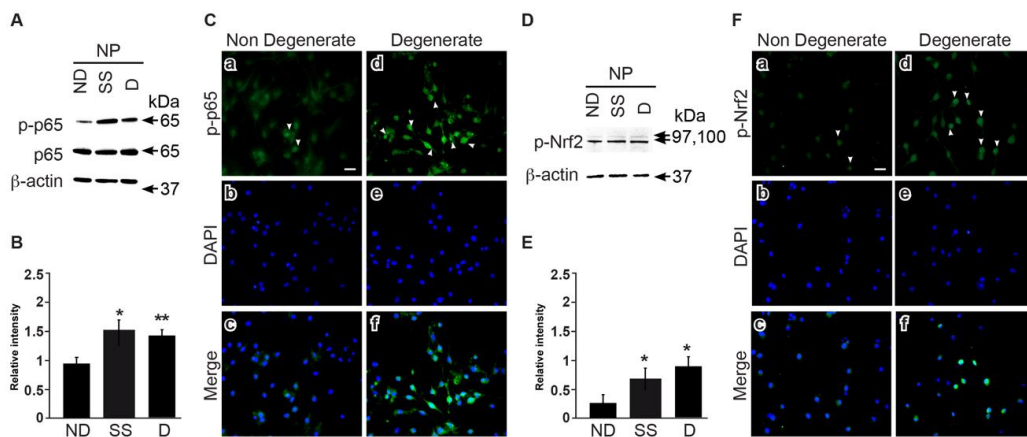 A
NP
ND SS D
kDa
p-p65 65
p65 65
β-actin 37
B
Relative intensity
2.5
2
1.5
1
0.5
0
* **
ND SS D
C
Non Degenerate Degenerate
p-p65
a d
DAPI
b e
Merge
c f
D
NP
ND SS D
kDa
p-Nrf2 97,100
β-actin 37
E
Relative intensity
2.5
2
1.5
1
0.5
0
* *
ND SS D
F
Non Degenerate Degenerate
p-Nrf2
a d
DAPI
b e
Merge
c f